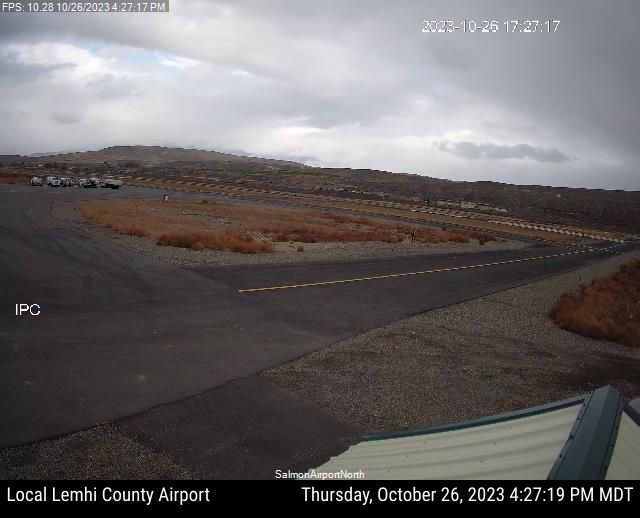 FPS: 10.28 10/26/2023 4:27:17 PM
2023-10-26 17:27:17
IPC
SalmonAirportNorth
Local Lemhi County Airport Thursday, October 26, 2023 4:27:19 PM MDT